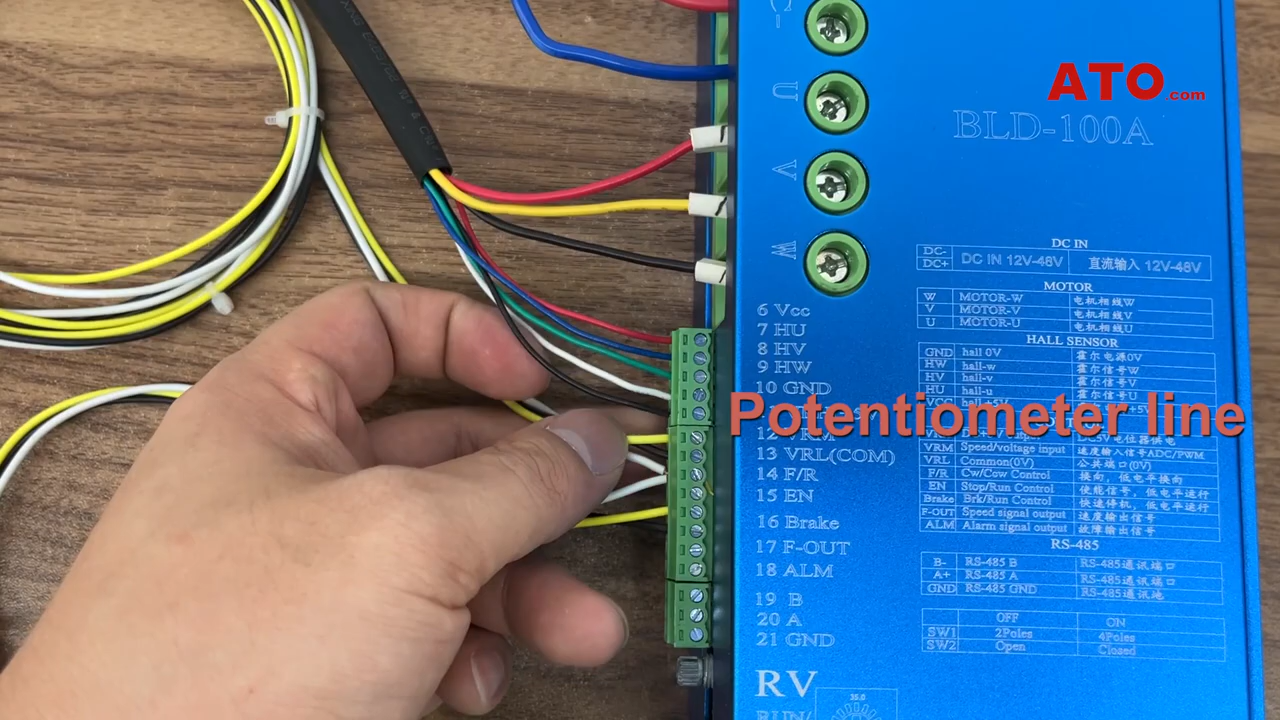 ATO.com
BLD-100A
U
V
W
DC IN
DC- DC IN 12V-48V 直流输入 12V-48V
DC+
MOTOR
W MOTOR-W 电机相线W
V MOTOR-V 电机相线V
U MOTOR-U 电机相线U
HALL SENSOR
GND hall 0V 霍尔电源0V
HW hall-w 霍尔信号W
HV hall-v 霍尔信号V
HU hall-u 霍尔信号U
VCC hall +5V
Potentiometer line
VRM Speed/voltage input 速度输入信号ADC/PWM
VRL Common(0V) 公共端口(0V)
F/R Cw/Ccw Control 换向，低电平换向
EN Stop/Run Control 使能信号，低电平运行
Brake Brk/Run Control 快速停机，低电平运行
F-OUT Speed signal output 速度输出信号
ALM Alarm signal output 故障输出信号
RS-485
B- RS-485 B RS-485通讯端口
A+ RS-485 A RS-485通讯端口
GND RS-485 GND RS-485通讯地
OFF ON
SW1 2Poles 4Poles
SW2 Open Closed
6 Vcc
7 HU
8 HV
9 HW
10 GND
12 VRM
13 VRL(COM)
14 F/R
15 EN
16 Brake
17 F-OUT
18 ALM
19 B
20 A
21 GND
RV
RUN/
35.0